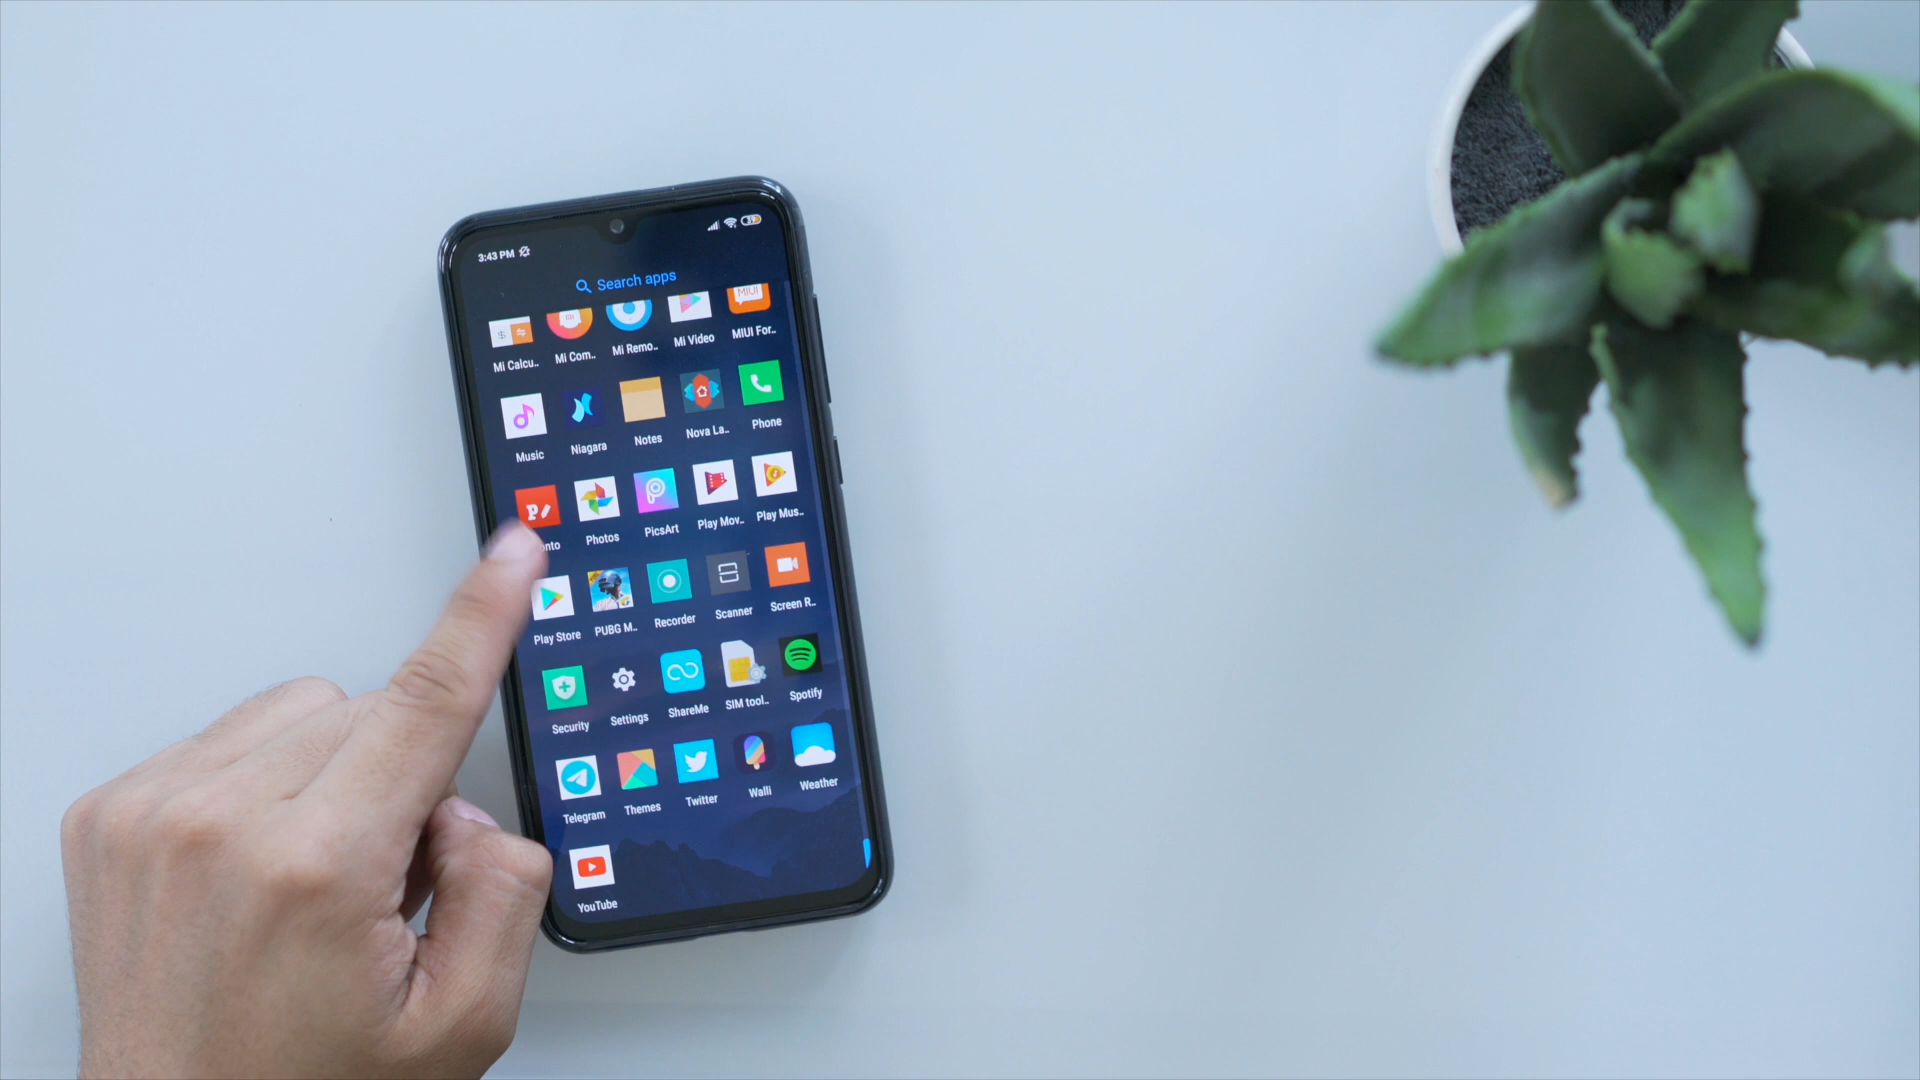 3:43 PM
Search apps
MIUI
Mi Calcu.. Mi Com.. Mi Remo.. Mi Video MIUI For..
Music Niagara Notes Nova La.. Phone
onto Photos PicsArt Play Mov.. Play Mus..
Play Store PUBG M.. Recorder Scanner Screen R..
Security Settings ShareMe SIM tool.. Spotify
Telegram Themes Twitter Walli Weather
YouTube